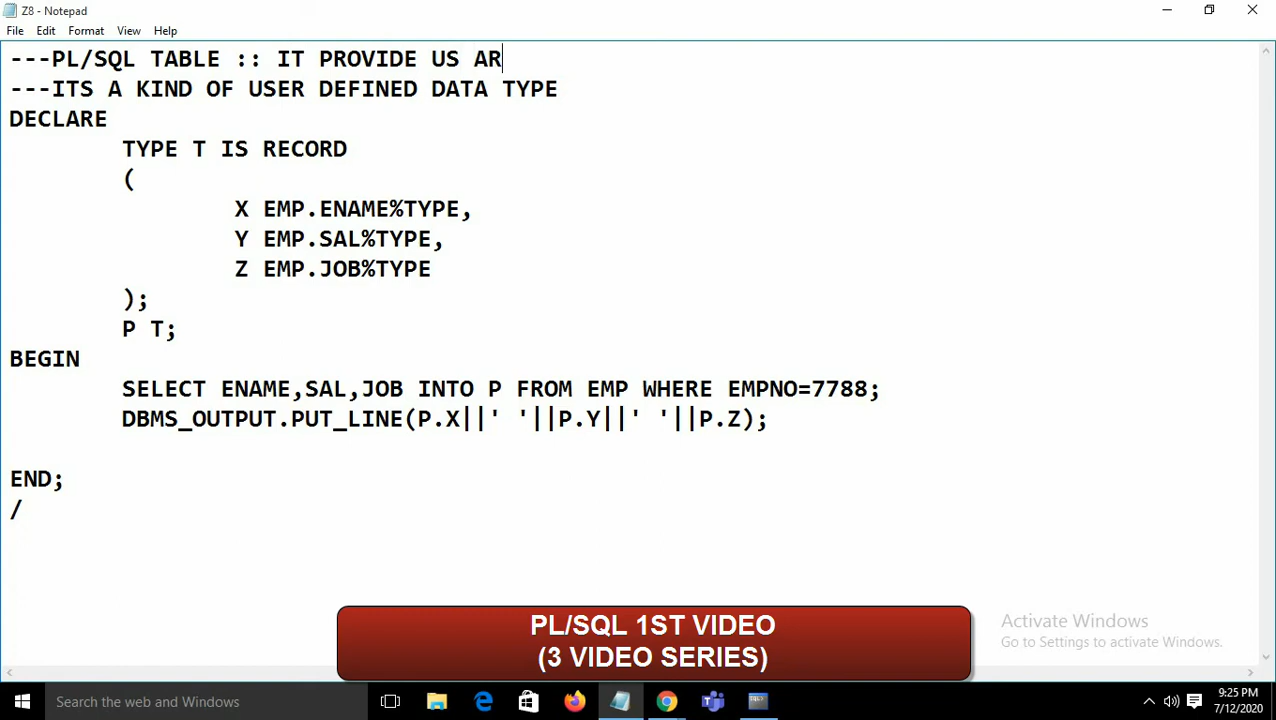 Z8 - Notepad
File Edit Format View Help
---PL/SQL TABLE :: IT PROVIDE US AR
---ITS A KIND OF USER DEFINED DATA TYPE
DECLARE
TYPE T IS RECORD
(
X EMP.ENAME%TYPE,
Y EMP.SAL%TYPE,
Z EMP.JOB%TYPE
);
P T;
BEGIN
SELECT ENAME,SAL,JOB INTO P FROM EMP WHERE EMPNO=7788;
DBMS_OUTPUT.PUT_LINE(P.X||' '||P.Y||' '||P.Z);
END;
/
PL/SQL 1ST VIDEO
(3 VIDEO SERIES)
Activate Windows
Go to Settings to activate Windows.
Search the web and Windows
9:25 PM
7/12/2020